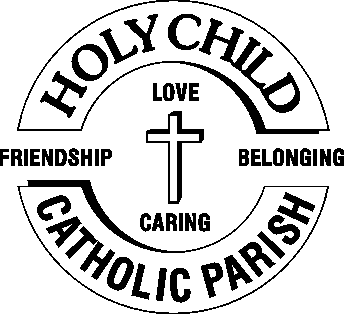 HOLY CHILD
LOVE
FRIENDSHIP BELONGING
CARING
CATHOLIC PARISH